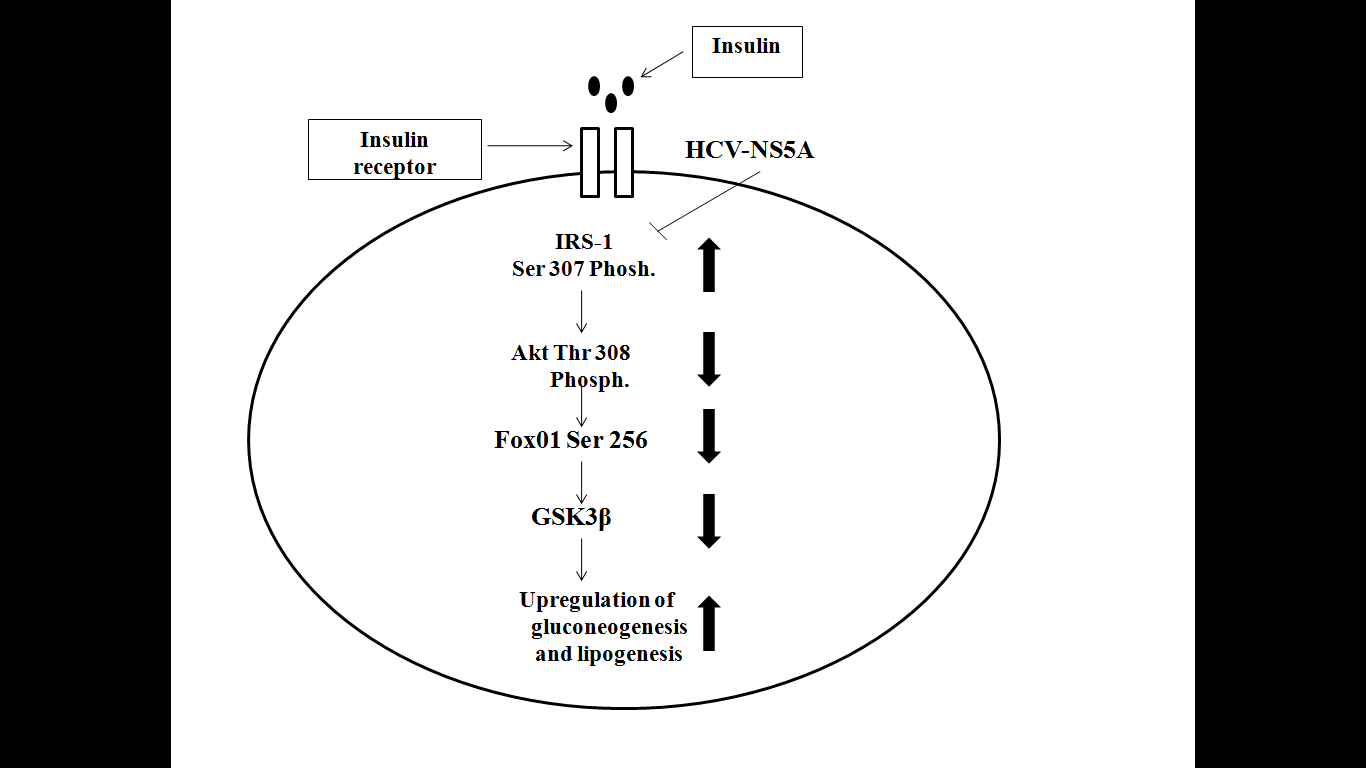 Insulin
Insulin
receptor
HCV-NS5A
IRS-1
Ser 307 Phosh.
Akt Thr 308
Phosph.
Fox01 Ser 256
GSK3β
Upregulation of
gluconeogenesis
and lipogenesis